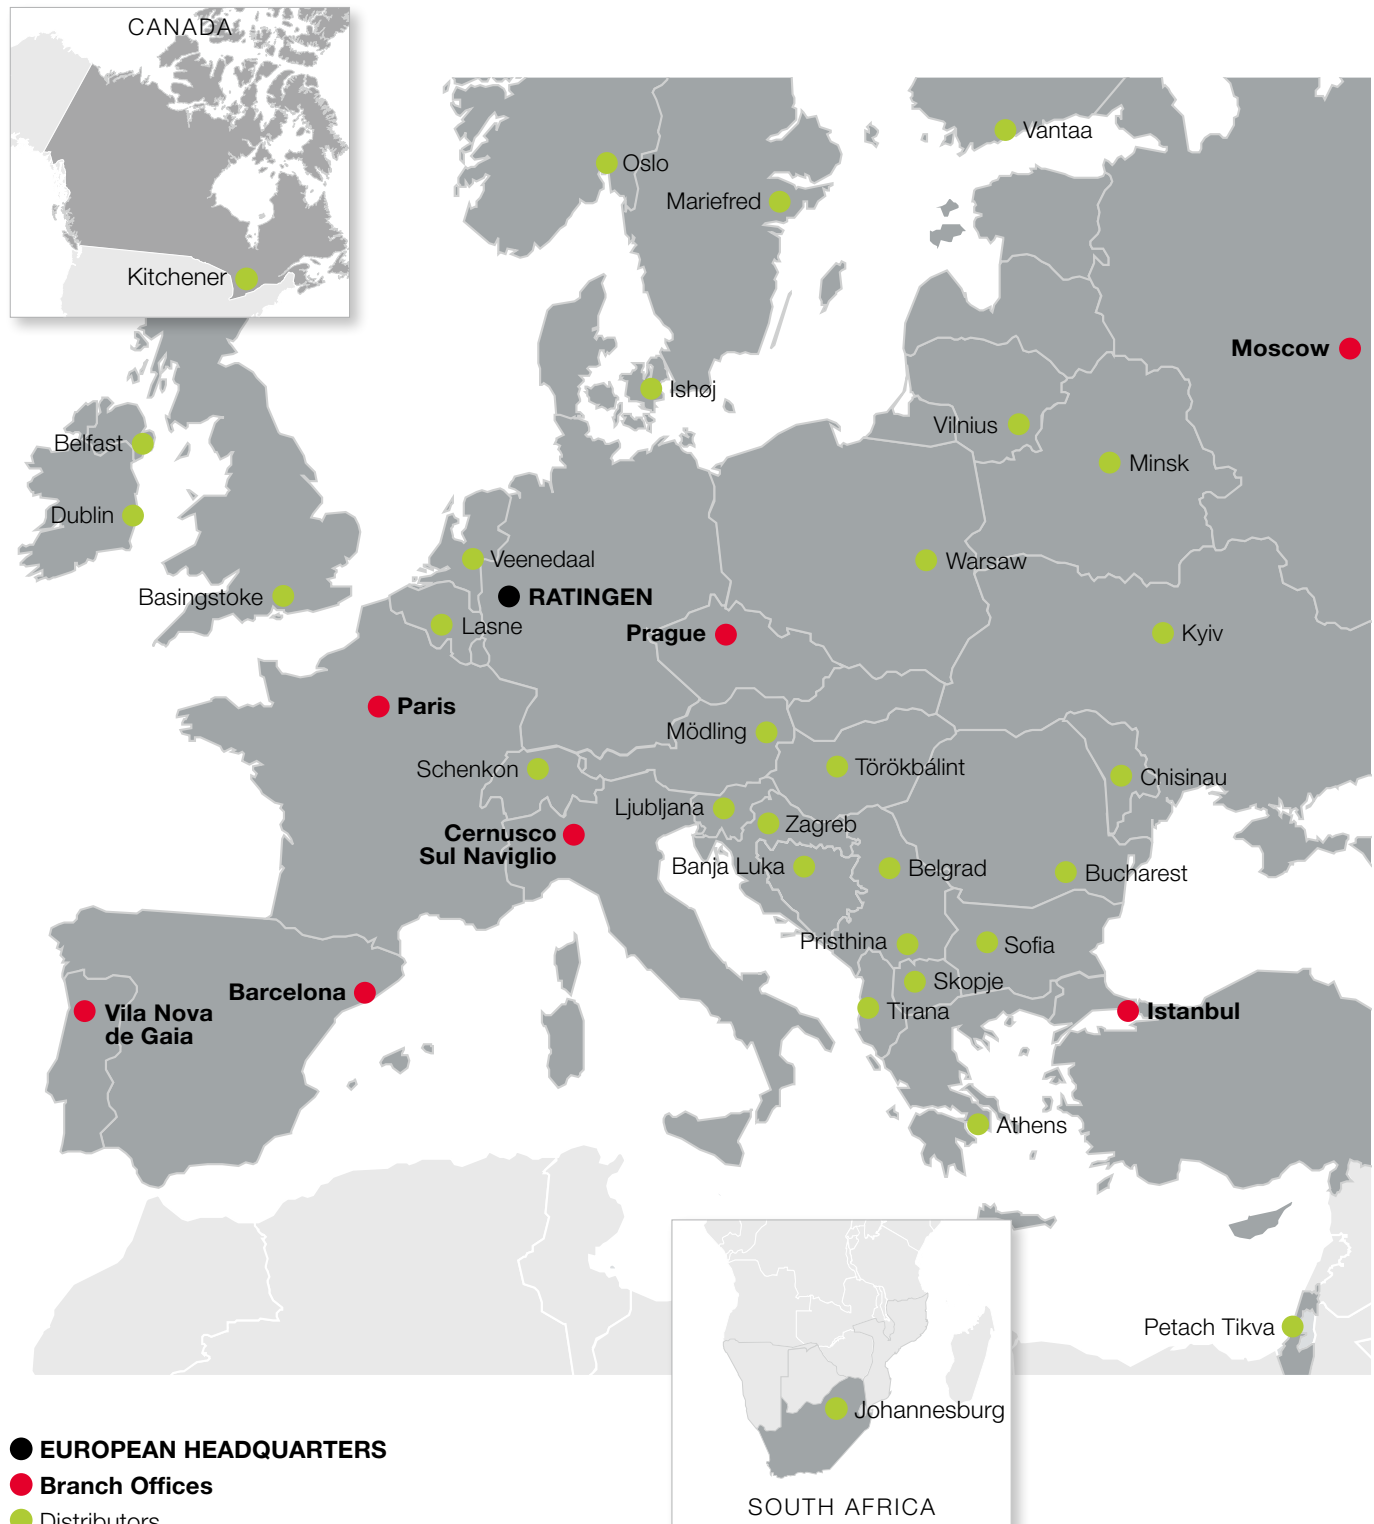 CANADA
Kitchener
Vantaa
Oslo
Mariefred
Moscow
Ishøj
Vilnius
Belfast
Minsk
Dublin
Veenedaal
Warsaw
Basingstoke
RATINGEN
Lasne
Prague
Kyiv
Paris
Mödling
Schenkon
Törökbálint
Chisinau
Ljubljana
Zagreb
Cernusco
Sul Naviglio
Banja Luka
Belgrad
Bucharest
Pristhina
Sofia
Skopje
Barcelona
Vila Nova
de Gaia
Tirana
Istanbul
Athens
Petach Tikva
Johannesburg
SOUTH AFRICA
EUROPEAN HEADQUARTERS
Branch Offices
Distributors